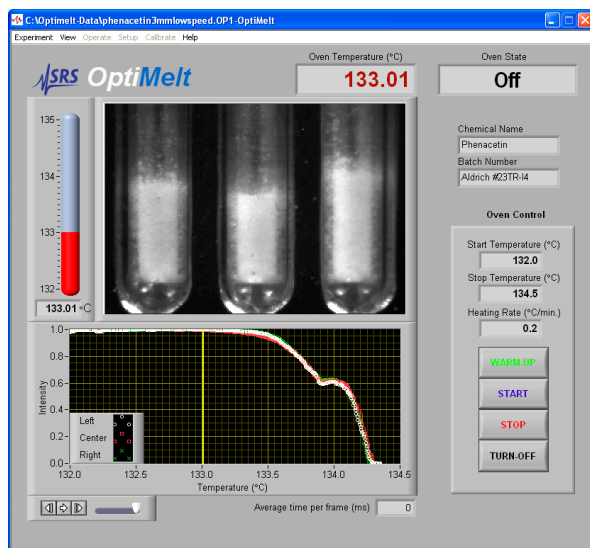 C:\Optimelt-Data\phenacetin3mmlowspeed.OP1-OptiMelt
Experiment View Operate Setup Calibrate Help
SRS OptiMelt
Oven Temperature (°C)
133.01
Oven State
Off
135
134
133
132
133.01 °C
Chemical Name
Phenacetin
Batch Number
Aldrich #23TR-I4
Oven Control
Start Temperature (°C)
132.0
Stop Temperature (°C)
134.5
Heating Rate (°C/min.)
0.2
WARM-UP
START
STOP
TURN-OFF
Intensity
1.0
0.8
0.6
0.4
0.2
0.0
Left
Center
Right
132.0 132.5 133.0 133.5 134.0 134.5
Temperature (°C)
Average time per frame (ms) 0